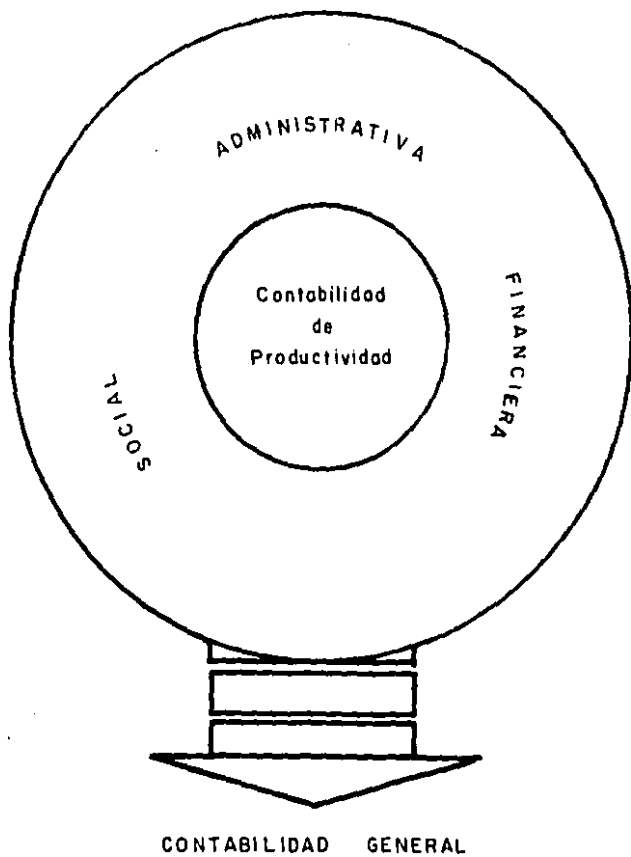 ADMINISTRATIVA
FINANCIERA
SOCIAL
Contabilidad
de
Productividad
CONTABILIDAD GENERAL